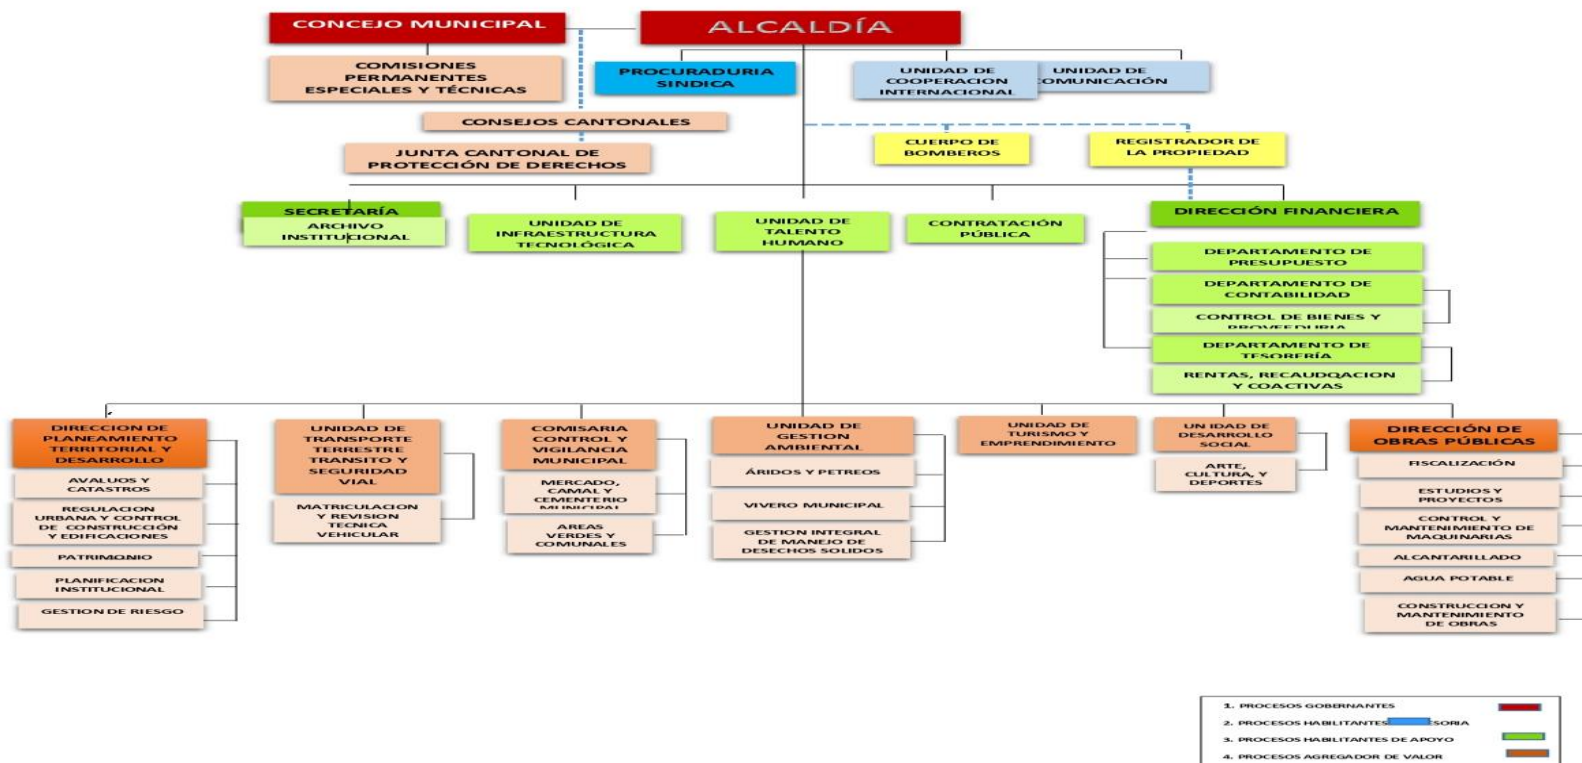 CONCEJO MUNICIPAL
ALCALDÍA
COMISIONES
PERMANENTES
ESPECIALES Y TÉCNICAS
PROCURADURIA
SINDICA
UNIDAD DE
COOPERACION
INTERNACIONAL
UNIDAD DE
COMUNICACIÓN
CONSEJOS CANTONALES
JUNTA CANTONAL DE
PROTECCIÓN DE DERECHOS
CUERPO DE
BOMBEROS
REGISTRADOR DE
LA PROPIEDAD
SECRETARÍA
ARCHIVO
INSTITUCIONAL
UNIDAD DE
INFRAESTRUCTURA
TECNOLÓGICA
UNIDAD DE
TALENTO
HUMANO
CONTRATACIÓN
PÚBLICA
DIRECCIÓN FINANCIERA
DEPARTAMENTO DE
PRESUPUESTO
DEPARTAMENTO DE
CONTABILIDAD
CONTROL DE BIENES Y
PROVEEDURIA
DEPARTAMENTO DE
TESORERÍA
RENTAS, RECAUDQACION
Y COACTIVAS
DIRECCION DE
PLANEAMIENTO
TERRITORIAL Y
DESARROLLO
AVALUOS Y
CATASTROS
REGULACION
URBANA Y CONTROL
DE CONSTRUCCIÓN
Y EDIFICACIONES
PATRIMONIO
PLANIFICACION
INSTITUCIONAL
GESTION DE RIESGO
UNIDAD DE
TRANSPORTE
TERRESTRE
TRANSITO Y
SEGURIDAD
VIAL
MATRICULACION
Y REVISION
TECNICA
VEHICULAR
COMISARIA
CONTROL Y
VIGILANCIA
MUNICIPAL
MERCADO,
CAMAL Y
CEMENTERIO
MUNICIPAL
AREAS
VERDES Y
COMUNALES
UNIDAD DE
GESTION
AMBIENTAL
ÁRIDOS Y PETREOS
VIVERO MUNICIPAL
GESTION INTEGRAL
DE MANEJO DE
DESECHOS SOLIDOS
UNIDAD DE
TURISMO Y
EMPRENDIMIENTO
UN IDAD DE
DESARROLLO
SOCIAL
ARTE,
CULTURA, Y
DEPORTES
DIRECCIÓN DE
OBRAS PÚBLICAS
FISCALIZACIÓN
ESTUDIOS Y
PROYECTOS
CONTROL Y
MANTENIMIENTO DE
MAQUINARIAS
ALCANTARILLADO
AGUA POTABLE
CONSTRUCCION Y
MANTENIMIENTO
DE OBRAS
1. PROCESOS GOBERNANTES
2. PROCESOS HABILITANTES
3. PROCESOS HABILITANTES DE APOYO
4. PROCESOS AGREGADOR DE VALOR